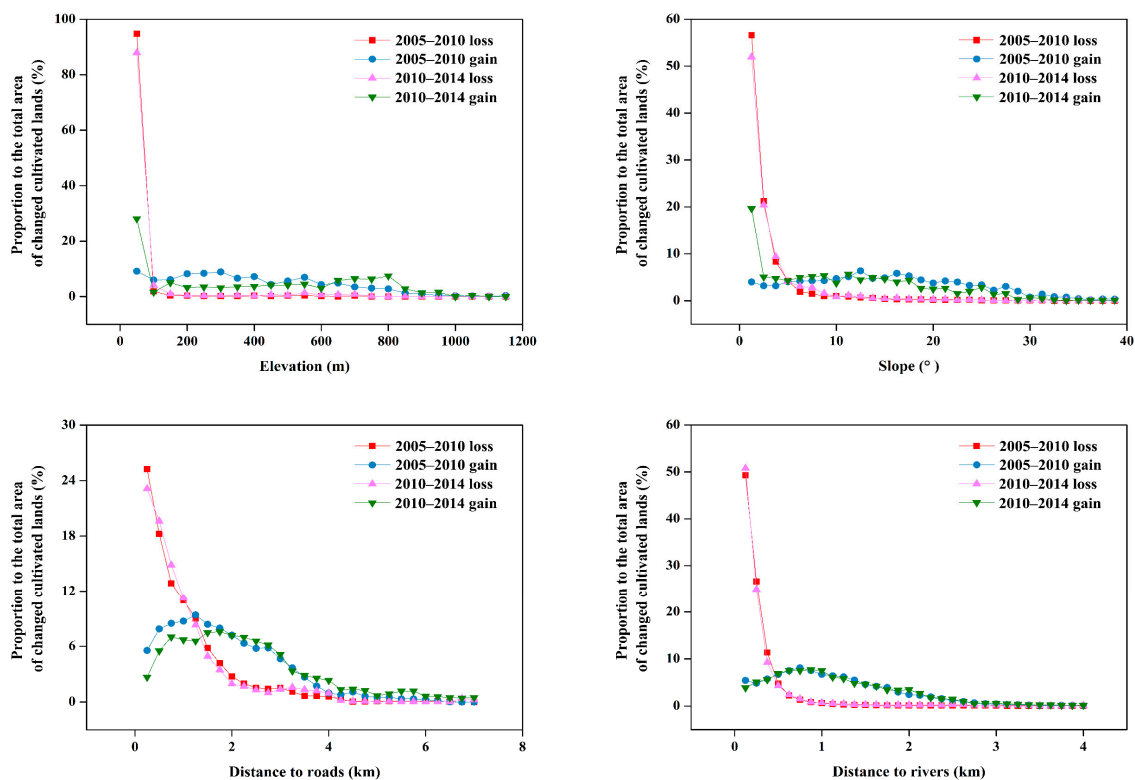 Proportion to the total area
of changed cultivated lands (%)
100
80
60
40
20
0
2005–2010 loss
2005–2010 gain
2010–2014 loss
2010–2014 gain
0 200 400 600 800 1000 1200
Elevation (m)
Proportion to the total area
of changed cultivated lands (%)
60
50
40
30
20
10
0
2005–2010 loss
2005–2010 gain
2010–2014 loss
2010–2014 gain
0 10 20 30 40
Slope (° )
Proportion to the total area
of changed cultivated lands (%)
30
24
18
12
6
0
2005–2010 loss
2005–2010 gain
2010–2014 loss
2010–2014 gain
0 2 4 6 8
Distance to roads (km)
Proportion to the total area
of changed cultivated lands (%)
60
50
40
30
20
10
0
2005–2010 loss
2005–2010 gain
2010–2014 loss
2010–2014 gain
0 1 2 3 4
Distance to rivers (km)